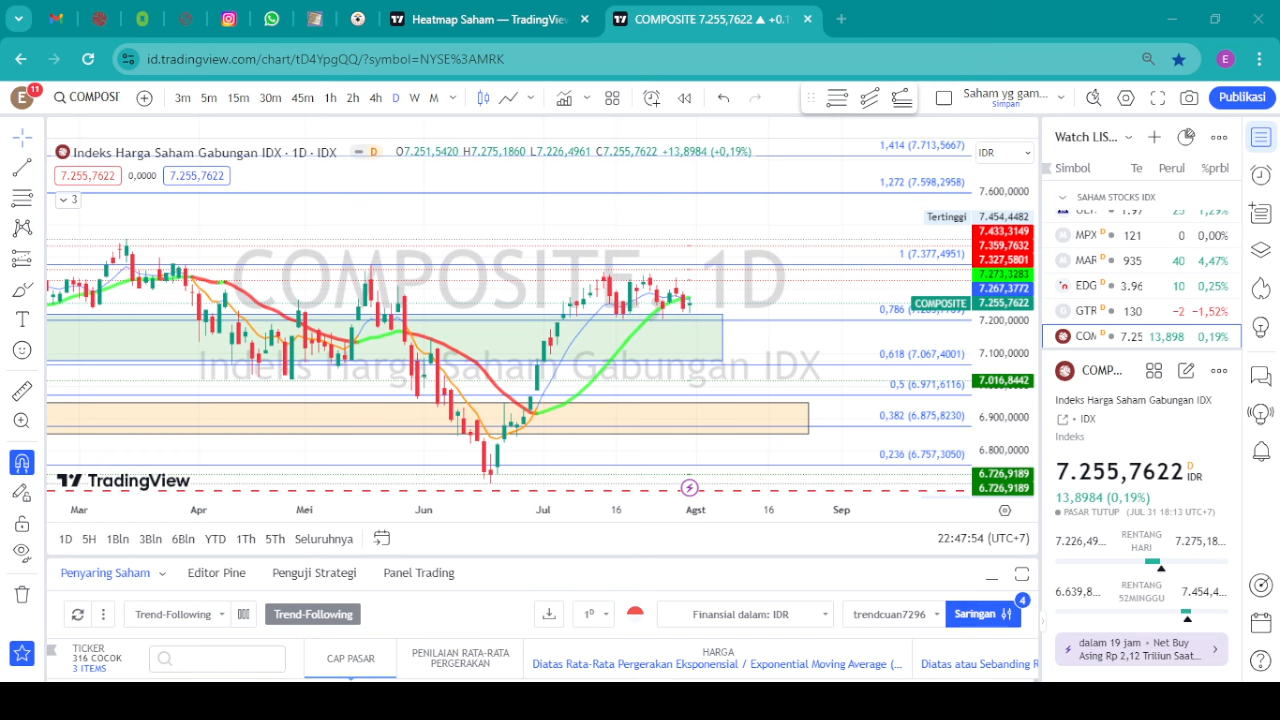 Heatmap Saham — TradingView
COMPOSITE 7.255,7622 ▲ +0.1
id.tradingview.com/chart/tD4YpgQQ/?symbol=NYSE%3AMRK
E
E
11
COMPOSI
3m 5m 15m 30m 45m 1h 2h 4h D W M
Saham yg gam...
Simpan
Publikasi
Indeks Harga Saham Gabungan IDX · 1D · IDX
D
O7.251,5420 H7.275,1860 L7.226,4961 C7.255,7622 +13,8984 (+0,19%)
7.255,7622 0,0000 7.255,7622
3
COMPOSITE, 1D
Indeks Harga Saham Gabungan IDX
1,414 (7.713,5667)
1,272 (7.598,2958)
1 (7.377,4951)
0,786
0,618 (7.067,4001)
0,5 (6.971,6116)
0,382 (6.875,8230)
0,236 (6.757,3050)
IDR
7.600,0000
Tertinggi 7.454,4482
7.433,3149
7.359,7632
7.327,5801
7.273,3283
7.267,3772
COMPOSITE 7.255,7622
7.200,0000
7.100,0000
7.016,8442
6.900,0000
6.800,0000
6.726,9189
6.726,9189
TradingView
Mar Apr Mei Jun Jul 16 Agst 16 Sep
1D 5H 1Bln 3Bln 6Bln YTD 1Th 5Th Seluruhnya
22:47:54 (UTC+7)
Penyaring Saham Editor Pine Penguji Strategi Panel Trading
Trend-Following Trend-Following
1D
Finansial dalam: IDR
trendcuan7296
Saringan
4
TICKER
316 COCOK
3 ITEMS
CAP PASAR
PENILAIAN RATA-RATA
PERGERAKAN
HARGA
Diatas Rata-Rata Pergerakan Eksponensial / Exponential Moving Average (...
Diatas atau Sebanding R
Watch LIS...
Simbol Te Perul %prbl
SAHAM STOCKS IDX
1.97 25 1,29%
MPX D 121 0 0,00%
MAF D 935 40 4,47%
EDG D 3.96 10 0,25%
GTR D 130 −2 −1,52%
COM D 7.25 13,898 0,19%
COMP...
Indeks Harga Saham Gabungan IDX
IDX
Indeks
7.255,7622 D IDR
13,8984 (0,19%)
PASAR TUTUP (JUL 31 18:13 UTC+7)
7.226,49... RENTANG HARI 7.275,18...
6.639,8... RENTANG 52MINGGU 7.454,4...
dalam 19 jam • Net Buy
Asing Rp 2,12 Triliun Saat...